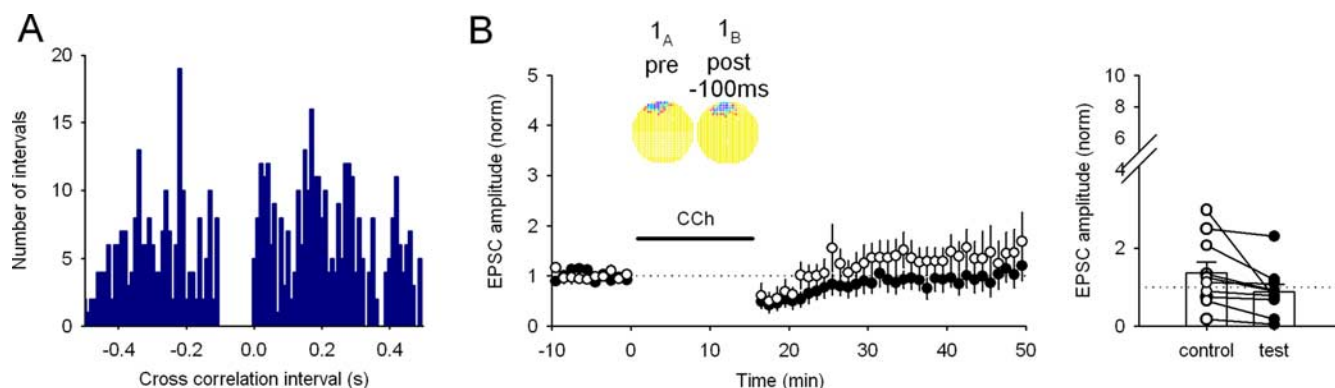 A
Number of intervals
20
15
10
5
0
-0.4 -0.2 0.0 0.2 0.4
Cross correlation interval (s)
B
1A 1B
pre post
-100ms
EPSC amplitude (norm)
5
4
3
2
1
0
CCh
-10 0 10 20 30 40 50
Time (min)
EPSC amplitude (norm)
10
8
6
4
2
0
control test